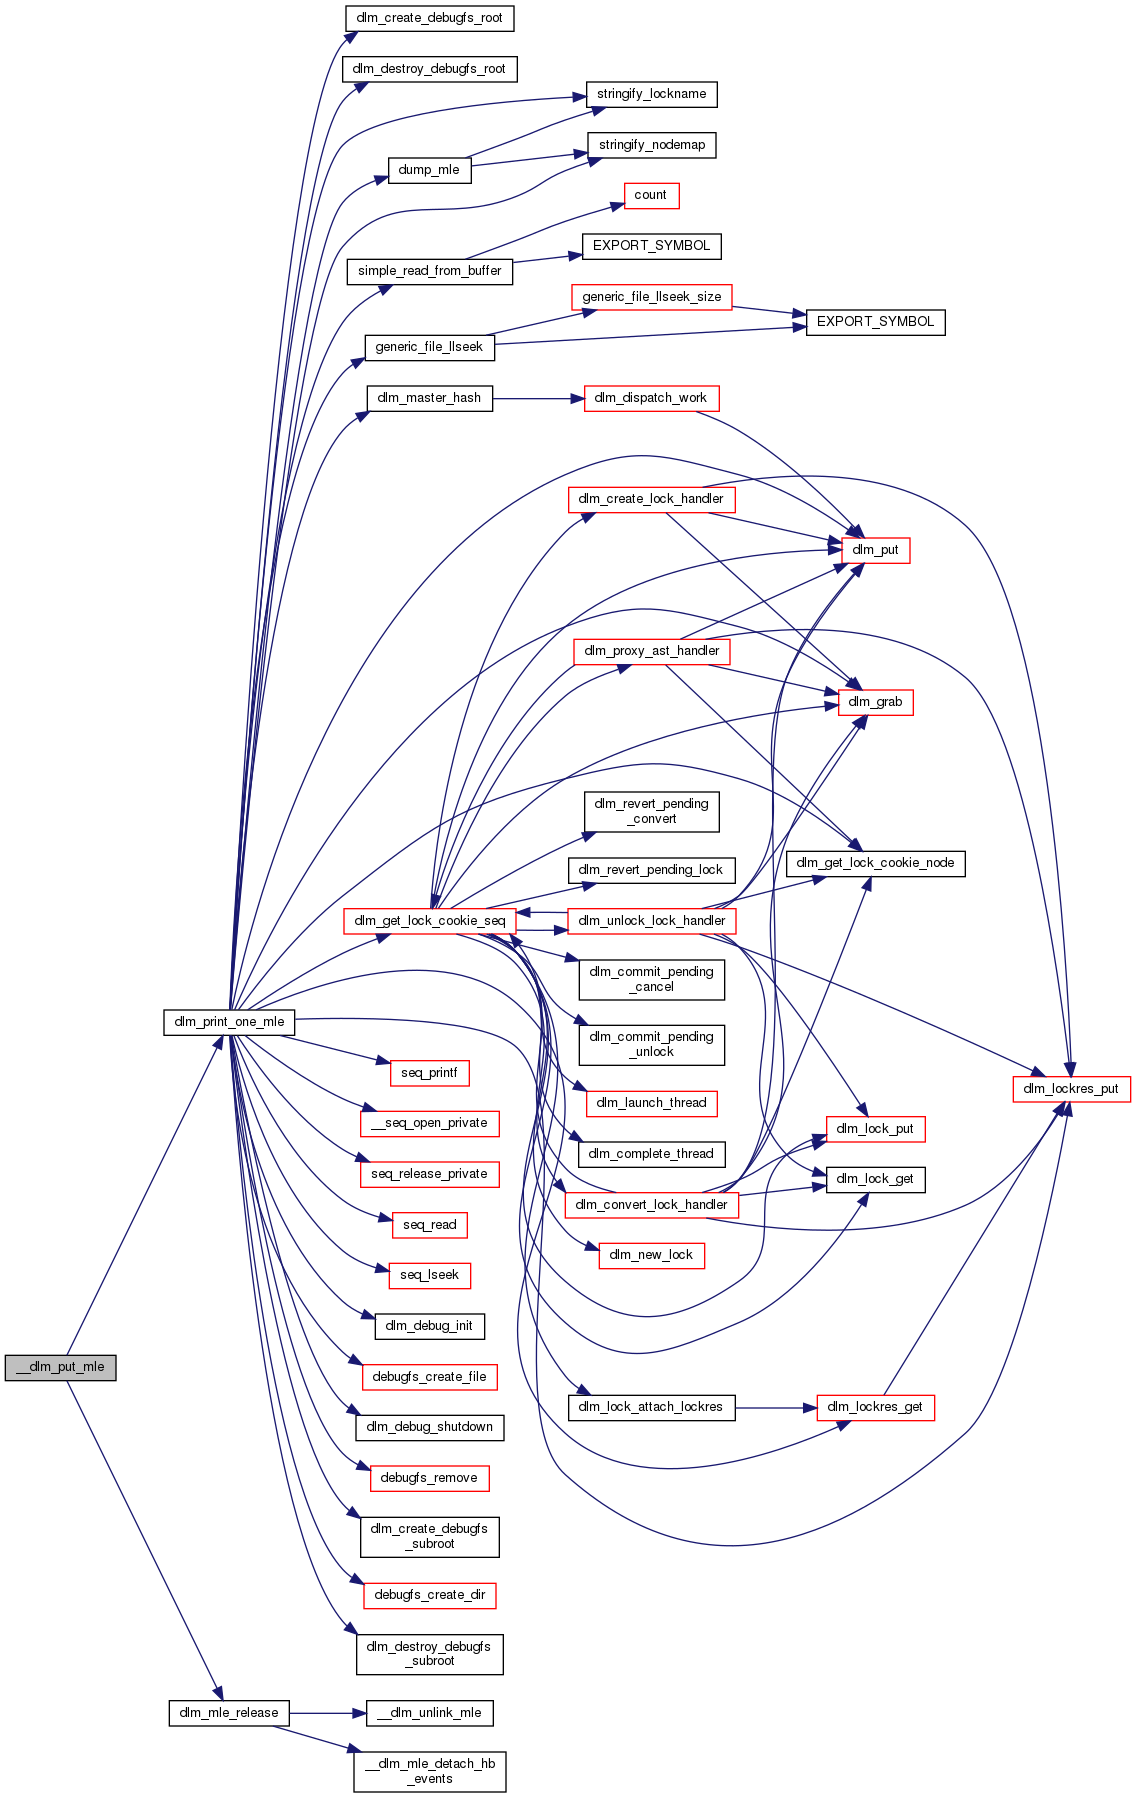 dlm_create_debugfs_root
dlm_destroy_debugfs_root
stringify_lockname
stringify_nodemap
dump_mle
count
EXPORT_SYMBOL
simple_read_from_buffer
generic_file_llseek_size
EXPORT_SYMBOL
generic_file_llseek
dlm_master_hash
dlm_dispatch_work
dlm_create_lock_handler
dlm_put
dlm_proxy_ast_handler
dlm_grab
dlm_revert_pending
_convert
dlm_get_lock_cookie_node
dlm_revert_pending_lock
dlm_get_lock_cookie_seq
dlm_unlock_lock_handler
dlm_commit_pending
_cancel
dlm_print_one_mle
dlm_commit_pending
_unlock
seq_printf
dlm_lockres_put
dlm_launch_thread
__seq_open_private
dlm_lock_put
dlm_complete_thread
seq_release_private
dlm_lock_get
dlm_convert_lock_handler
seq_read
dlm_new_lock
seq_lseek
dlm_debug_init
__dlm_put_mle
debugfs_create_file
dlm_lock_attach_lockres
dlm_lockres_get
dlm_debug_shutdown
debugfs_remove
dlm_create_debugfs
_subroot
debugfs_create_dir
dlm_destroy_debugfs
_subroot
dlm_mle_release
__dlm_unlink_mle
__dlm_mle_detach_hb
_events